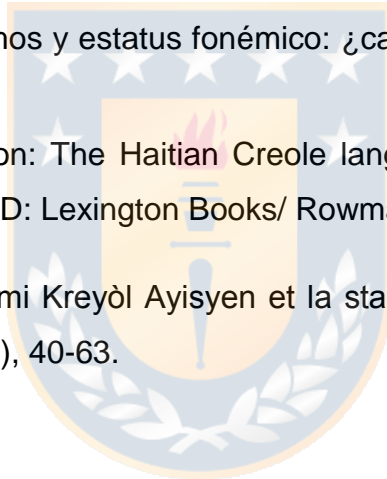 nos y estatus fonémico: ¿ca
on: The Haitian Creole lang
D: Lexington Books/ Rowma
mi Kreyòl Ayisyen et la sta
), 40-63.